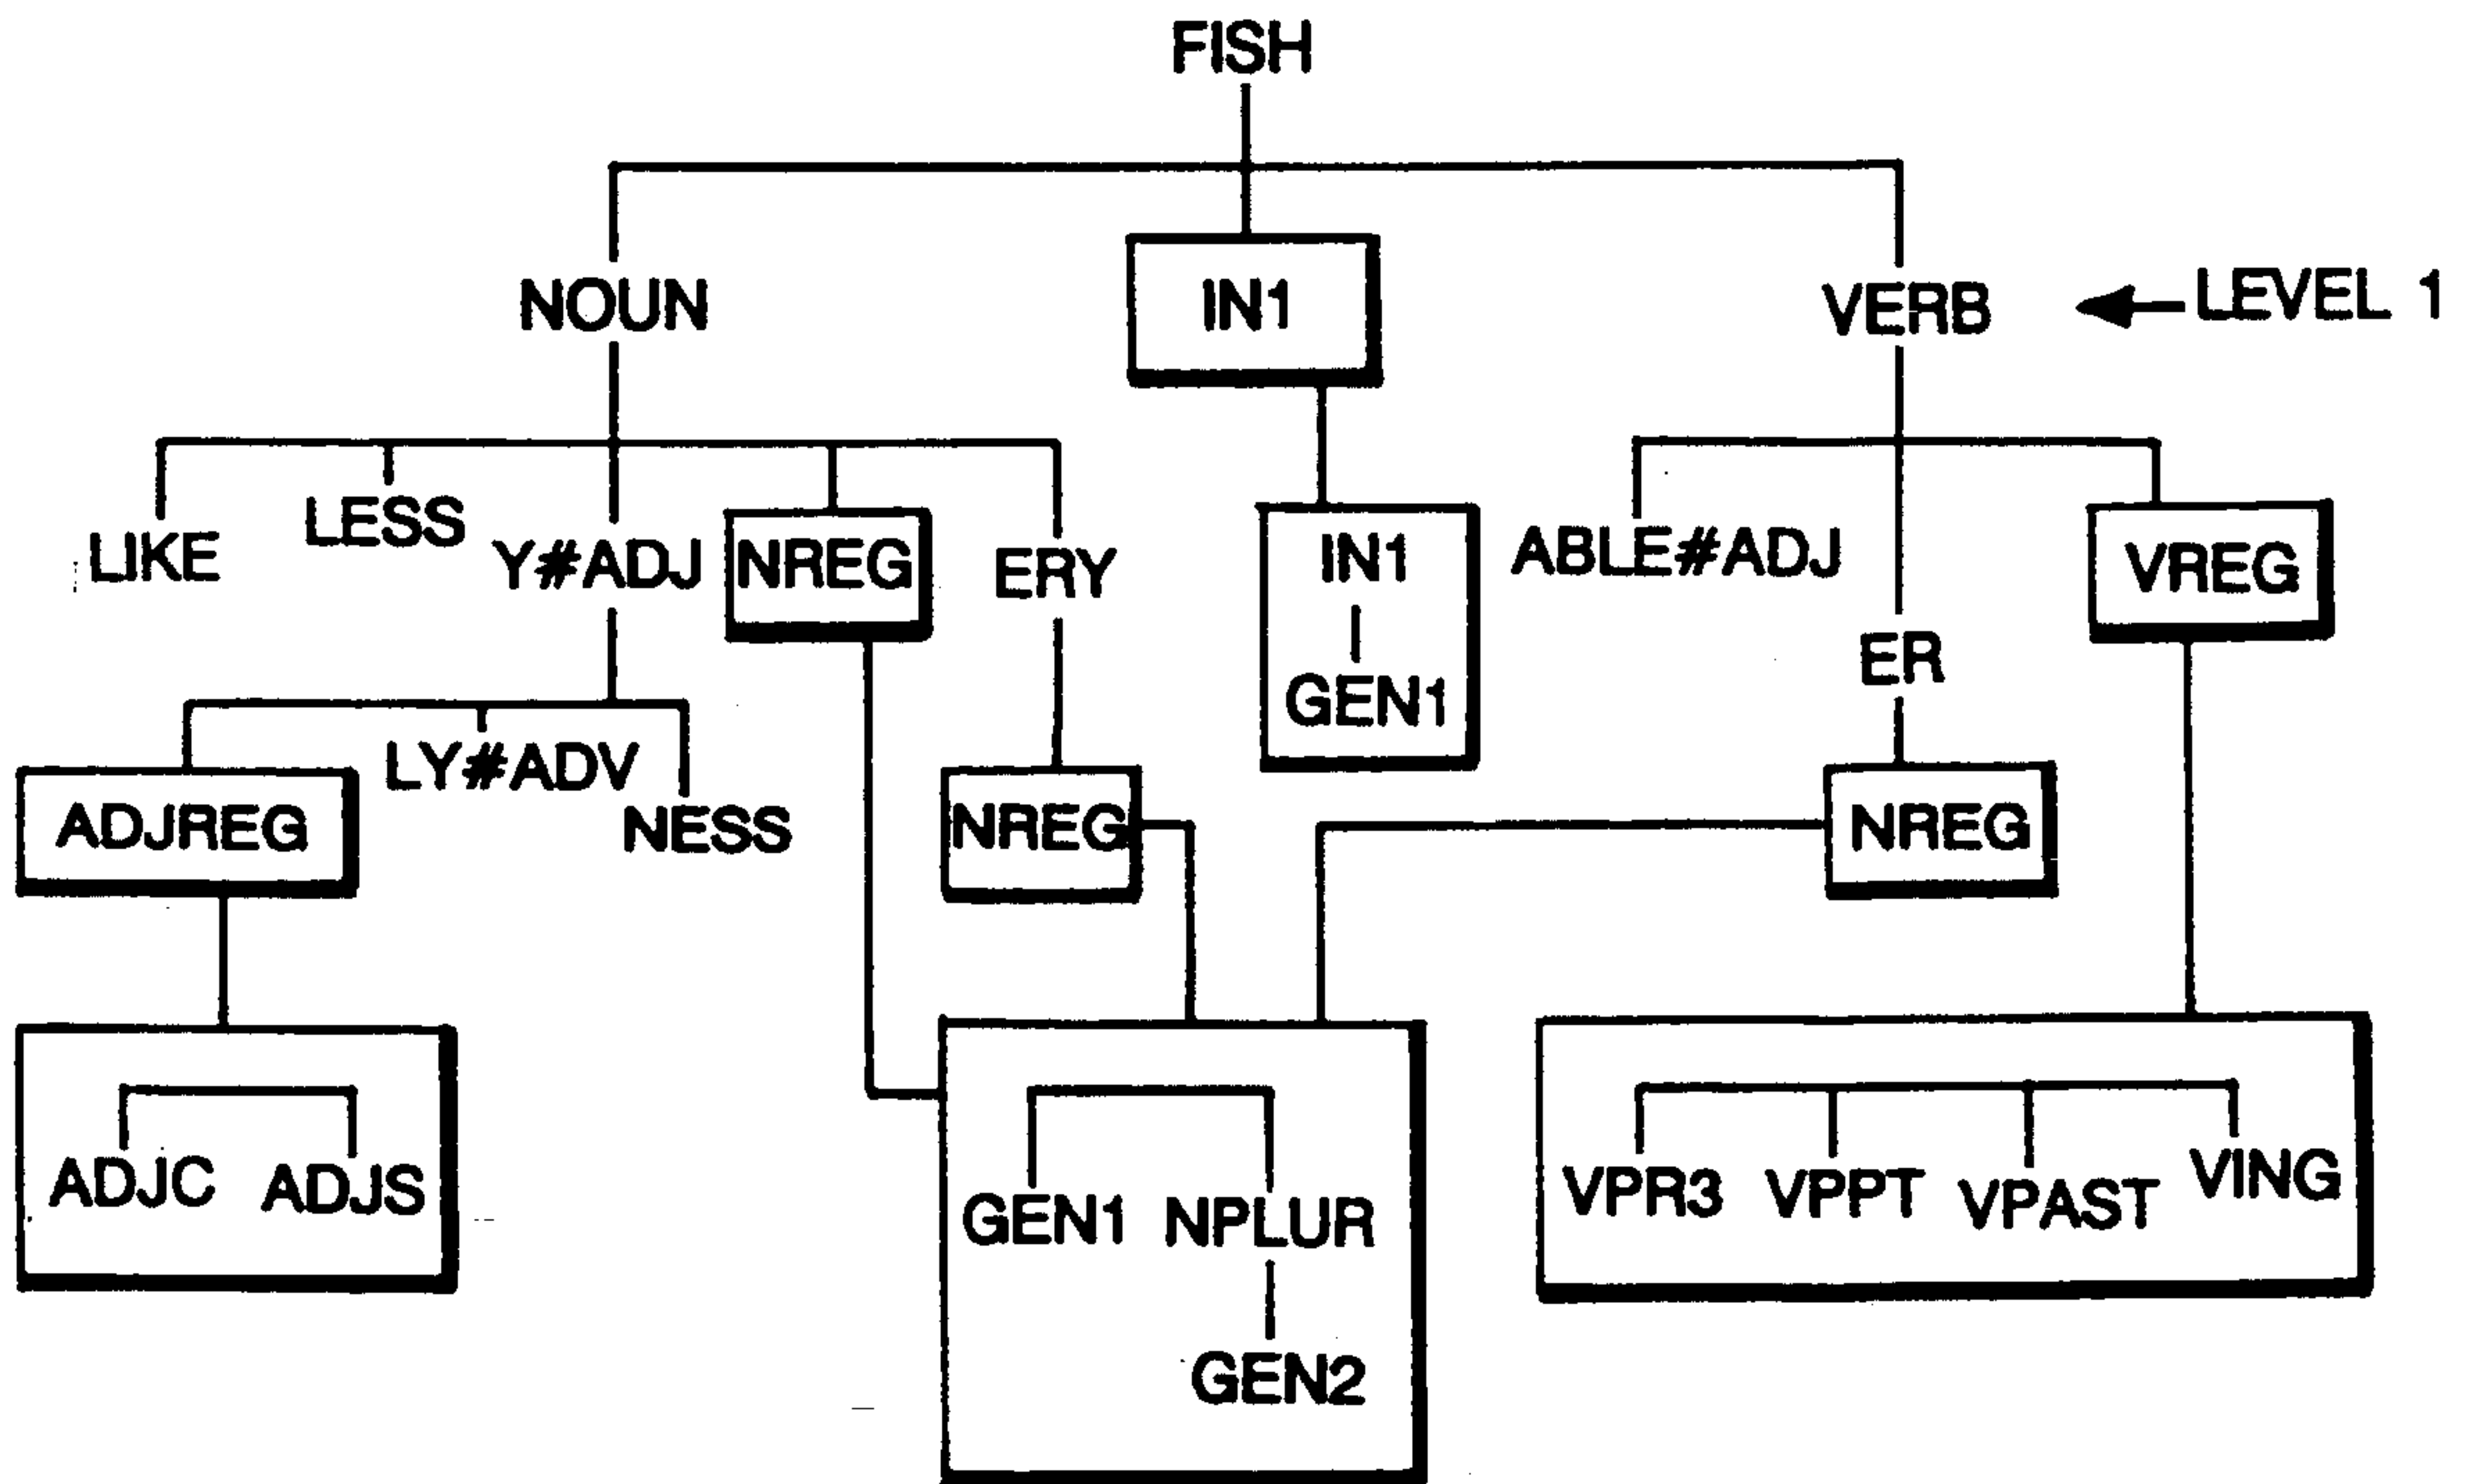 FISH
NOUN
IN1
VERB
LEVEL 1
LIKE
LESS
Y#ADJ
NREG
ERY
IN1
GEN1
ABLE#ADJ
ER
VREG
ADJREG
LY#ADV
NESS
NREG
NREG
ADJC
ADJS
GEN1
NPLUR
GEN2
VPR3
VPPT
VPAST
VING